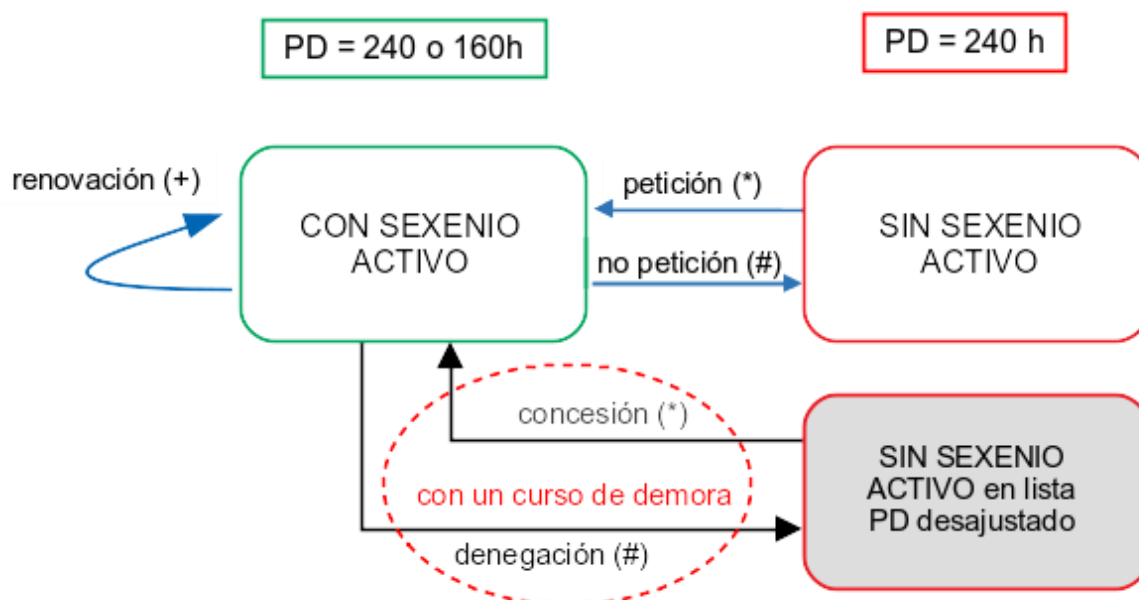 PD = 240 o 160h
PD = 240 h
renovación (+)
CON SEXENIO
ACTIVO
petición (*)
no petición (#)
SIN SEXENIO
ACTIVO
concesión (*)
con un curso de demora
denegación (#)
SIN SEXENIO
ACTIVO en lista
PD desajustado